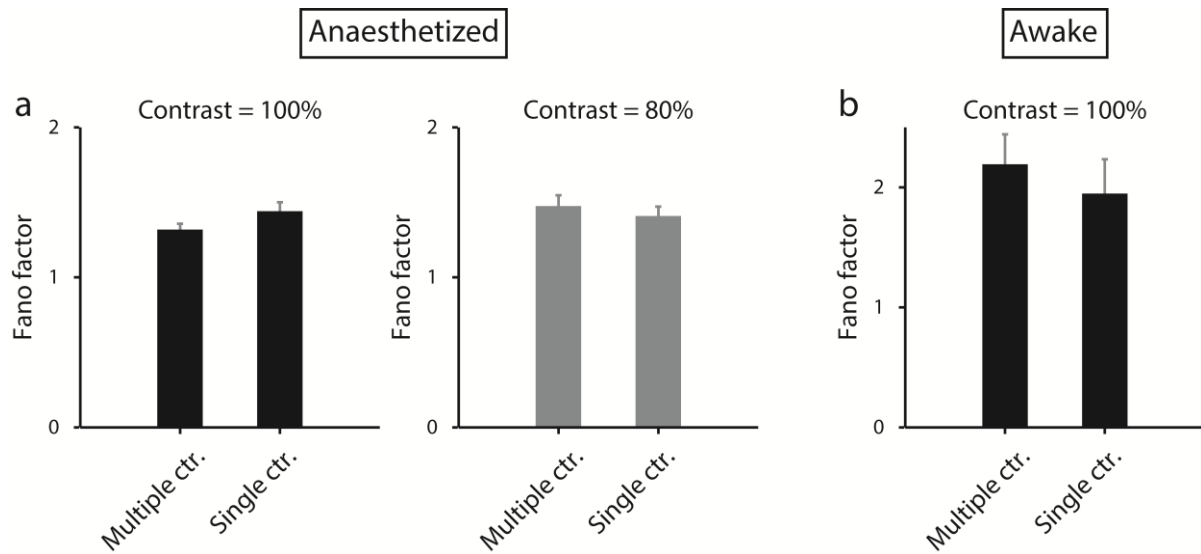 Anaesthetized
Awake
a
Contrast = 100%
Fano factor
2
1
0
Multiple ctr.
Single ctr.
Contrast = 80%
Fano factor
2
1
0
Multiple ctr.
Single ctr.
b
Contrast = 100%
Fano factor
2
1
0
Multiple ctr.
Single ctr.